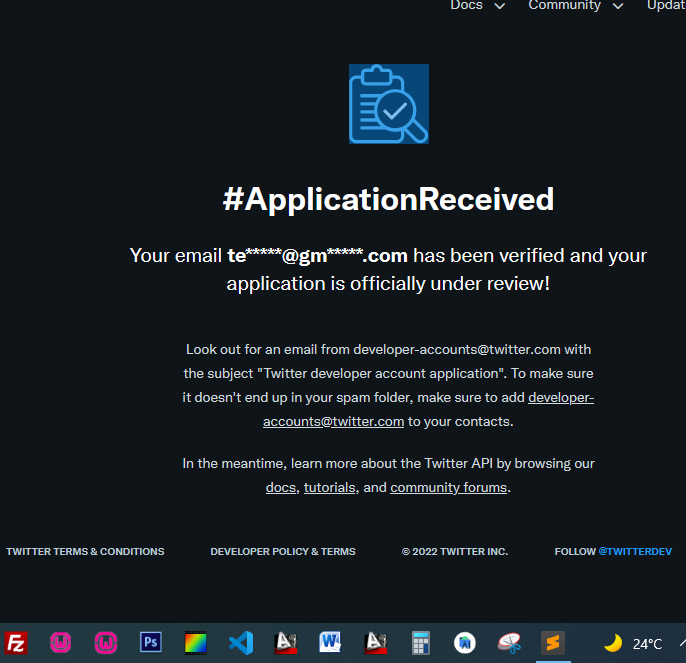 Docs Community Updat
#ApplicationReceived
Your email te*****@gm*****.com has been verified and your
application is officially under review!
Look out for an email from developer-accounts@twitter.com with
the subject "Twitter developer account application". To make sure
it doesn't end up in your spam folder, make sure to add developer-
accounts@twitter.com to your contacts.
In the meantime, learn more about the Twitter API by browsing our
docs, tutorials, and community forums.
TWITTER TERMS & CONDITIONS DEVELOPER POLICY & TERMS © 2022 TWITTER INC. FOLLOW @TWITTERDEV
Fz Ps W 24°C